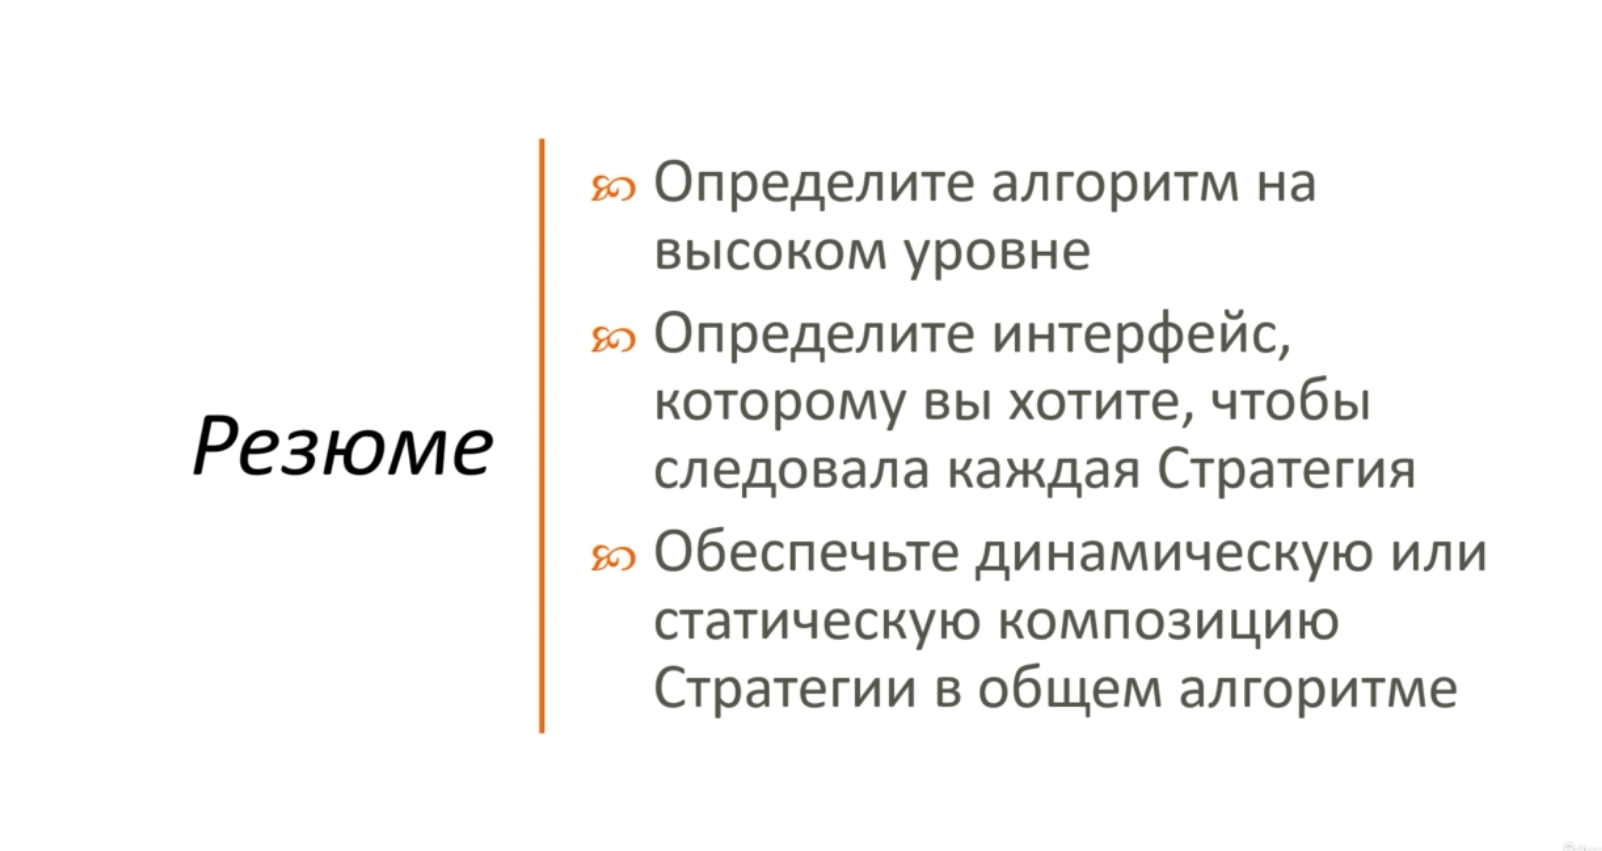 Резюме
Определите алгоритм на
высоком уровне
Определите интерфейс,
которому вы хотите, чтобы
следовала каждая Стратегия
Обеспечьте динамическую или
статическую композицию
Стратегии в общем алгоритме